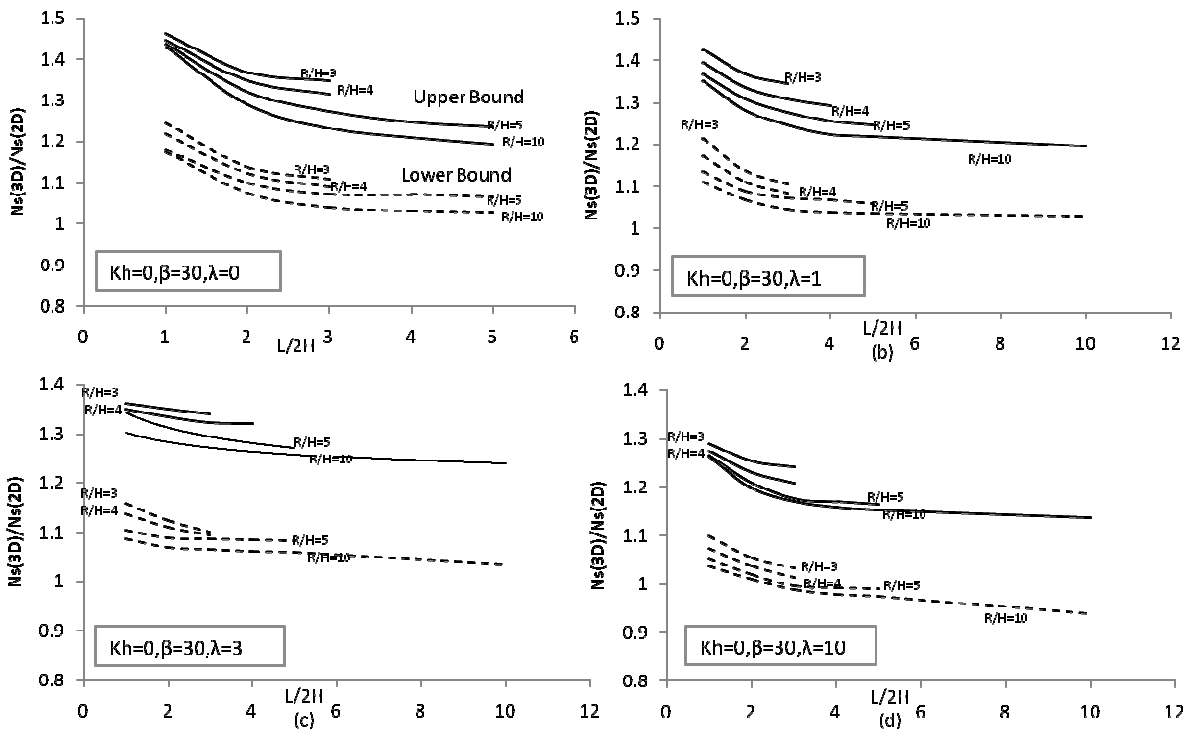 1.5
1.4
1.3
1.2
1.1
1
0.9
0.8
Ns(3D)/Ns(2D)
R/H=3
R/H=4
Upper Bound
R/H=5
R/H=10
R/H=3
R/H=4
Lower Bound
R/H=5
R/H=10
Kh=0,β=30,λ=0
0 1 2 3 4 5 6
L/2H
1.5
1.4
1.3
1.2
1.1
1
0.9
0.8
Ns(3D)/Ns(2D)
R/H=3
R/H=4
R/H=5
R/H=10
R/H=3
R/H=4
R/H=5
R/H=10
Kh=0,β=30,λ=1
0 2 4 6 8 10 12
L/2H
(b)
1.4
1.3
1.2
1.1
1
0.9
0.8
Ns(3D)/Ns(2D)
R/H=3
R/H=4
R/H=5
R/H=10
R/H=3
R/H=4
R/H=5
R/H=10
Kh=0,β=30,λ=3
0 2 4 6 8 10 12
L/2H
(c)
1.4
1.3
1.2
1.1
1
0.9
0.8
Ns(3D)/Ns(2D)
R/H=3
R/H=4
R/H=5
R/H=10
R/H=3
R/H=4
R/H=5
R/H=10
Kh=0,β=30,λ=10
0 2 4 6 8 10 12
L/2H
(d)